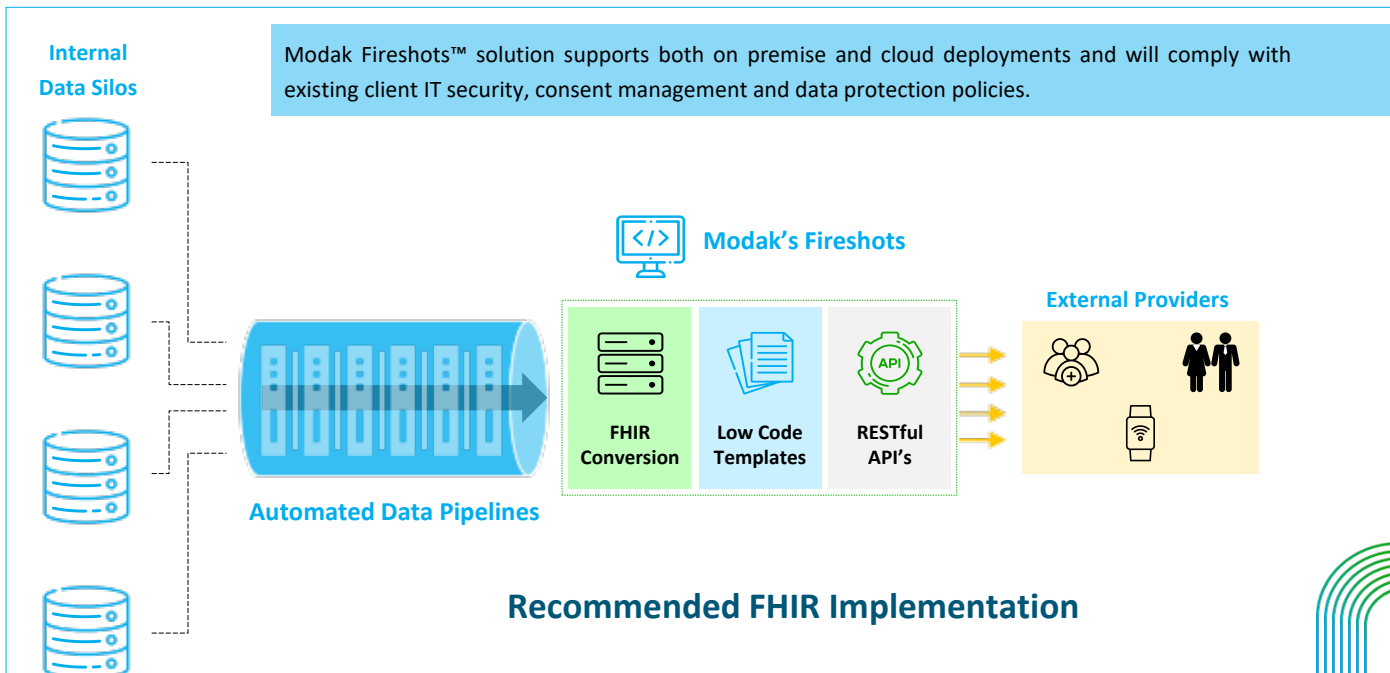 Internal
Data Silos
Modak Fireshots™ solution supports both on premise and cloud deployments and will comply with
existing client IT security, consent management and data protection policies.
</> Modak’s Fireshots
External Providers
API
FHIR
Conversion
Low Code
Templates
RESTful
API’s
Automated Data Pipelines
Recommended FHIR Implementation